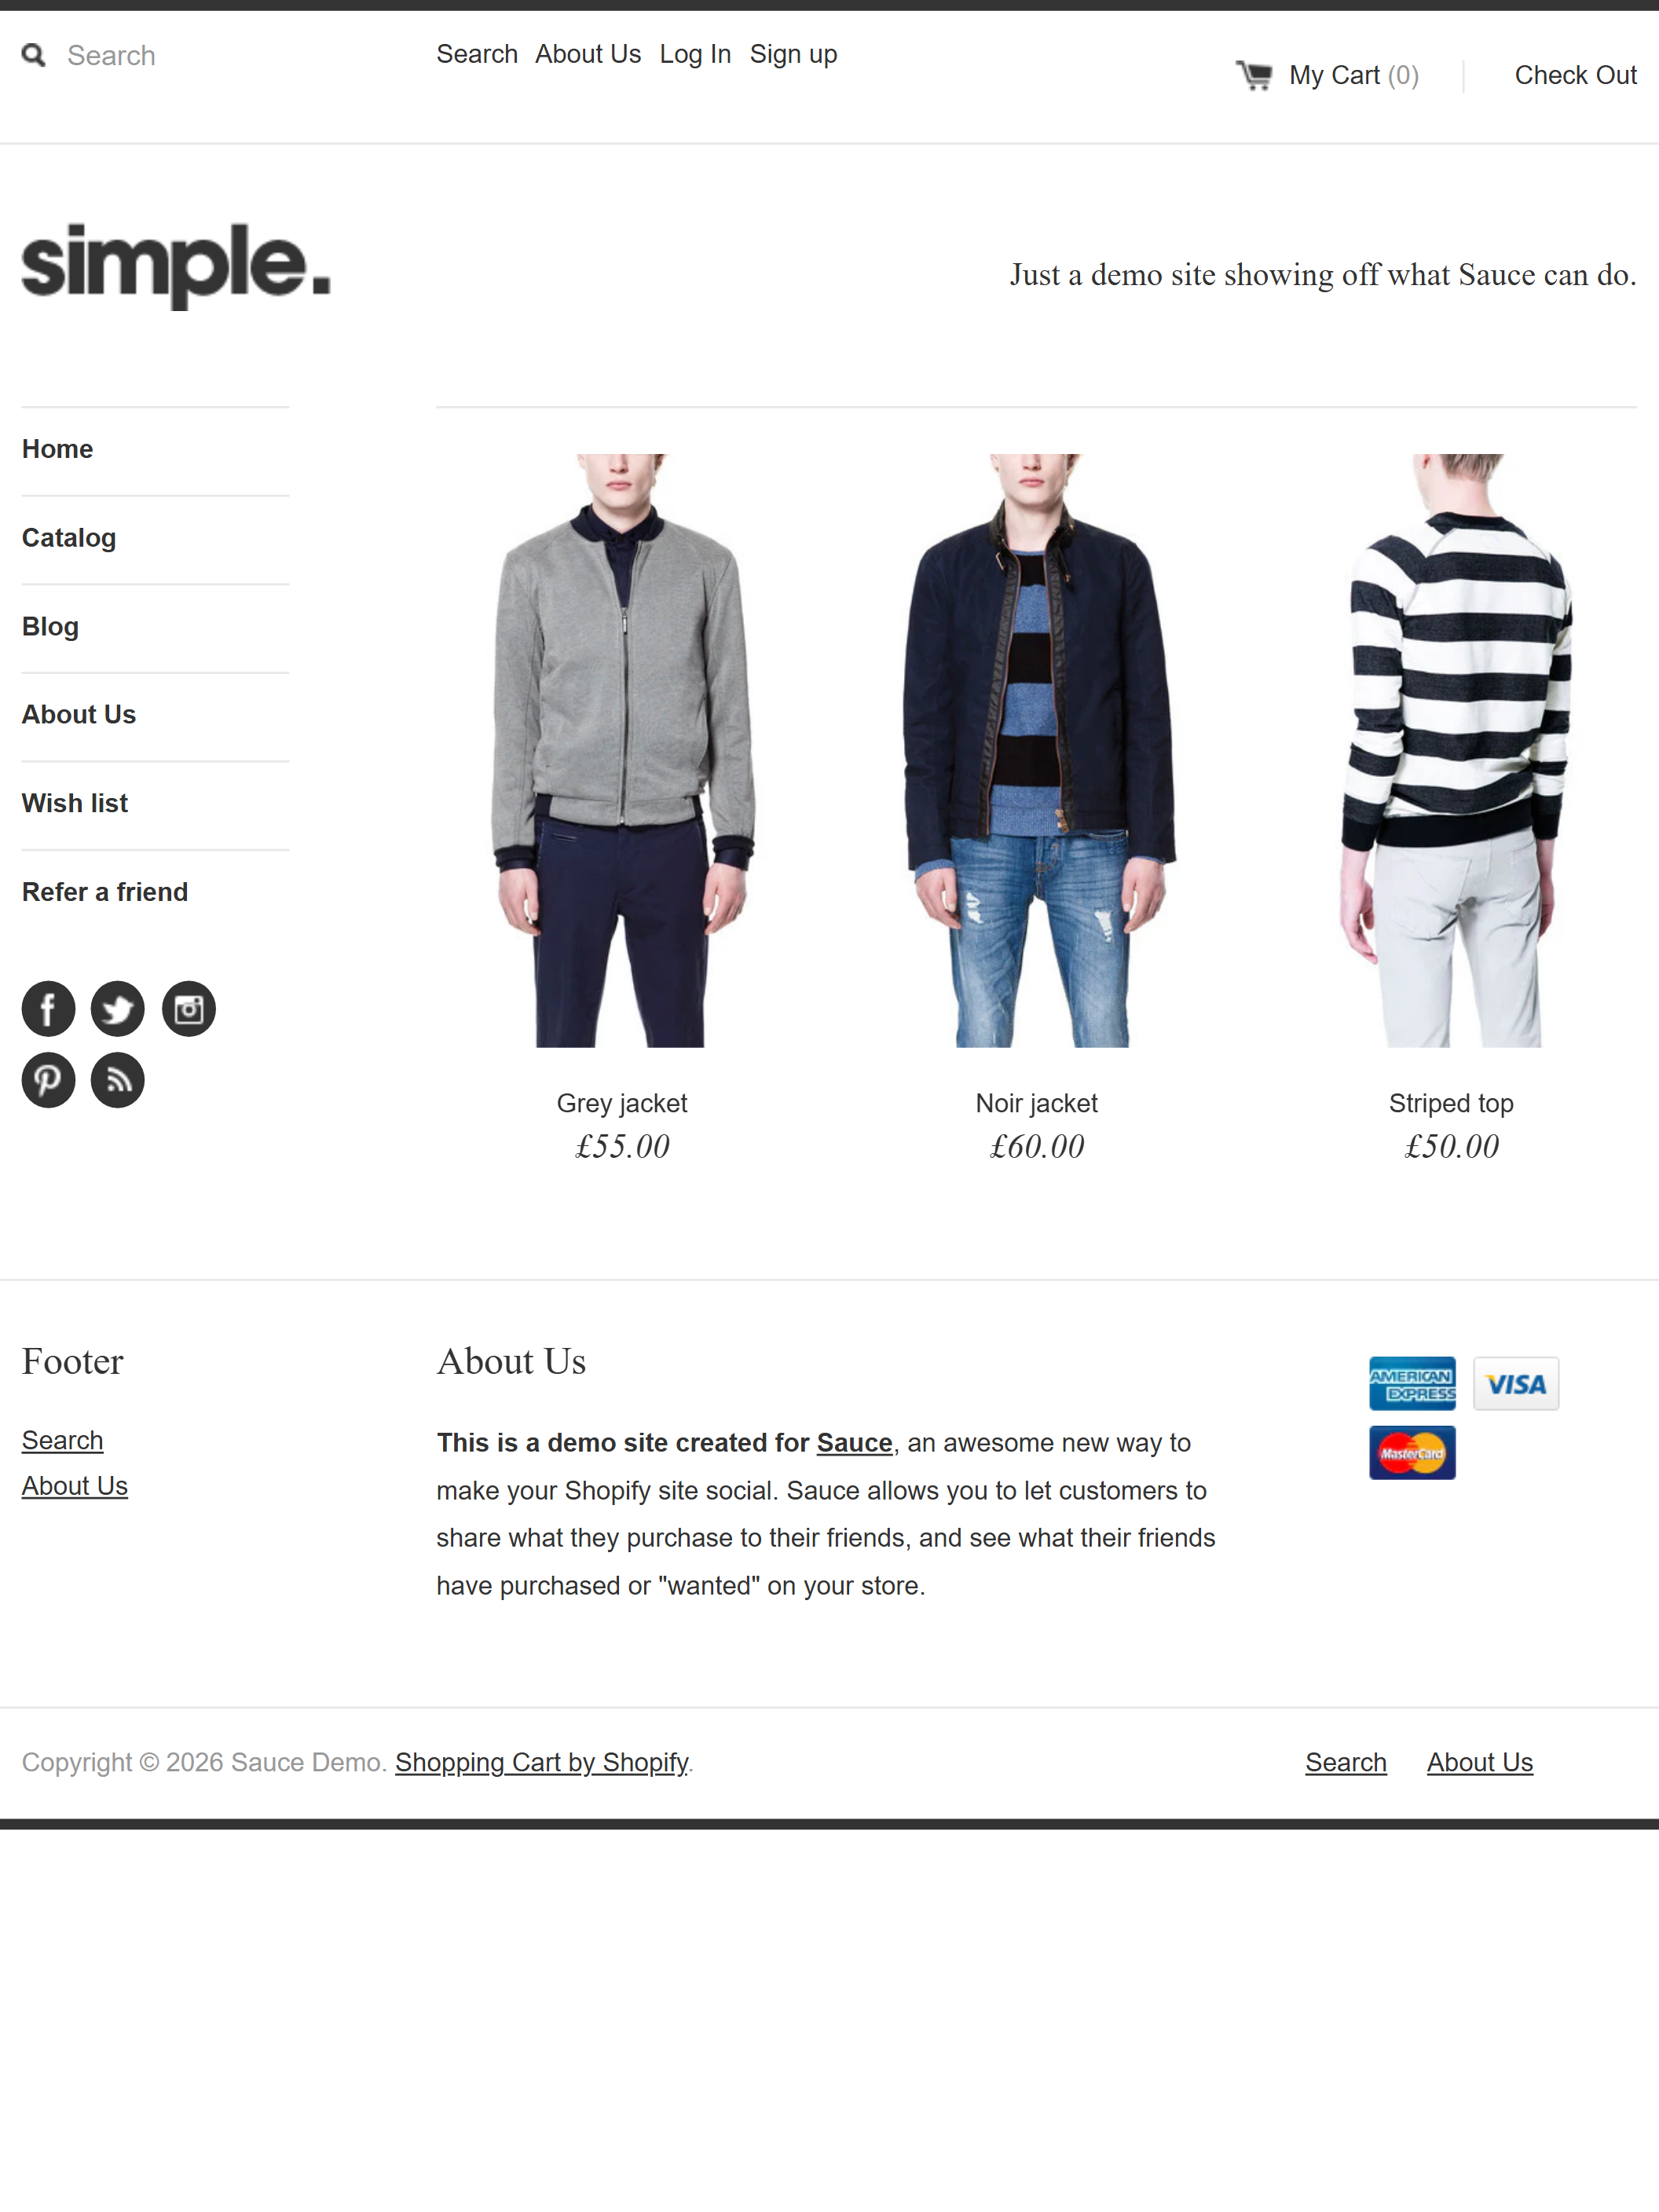 Search
Search About Us Log In Sign up
My Cart (0)
Check Out
simple.
Just a demo site showing off what Sauce can do.
Home
Catalog
Blog
About Us
Wish list
Refer a friend
Grey jacket
£55.00
Noir jacket
£60.00
Striped top
£50.00
Footer
Search
About Us
About Us
This is a demo site created for Sauce, an awesome new way to
make your Shopify site social. Sauce allows you to let customers to
share what they purchase to their friends, and see what their friends
have purchased or "wanted" on your store.
AMERICAN
EXPRESS
VISA
MasterCard
Copyright © 2026 Sauce Demo. Shopping Cart by Shopify.
Search
About Us